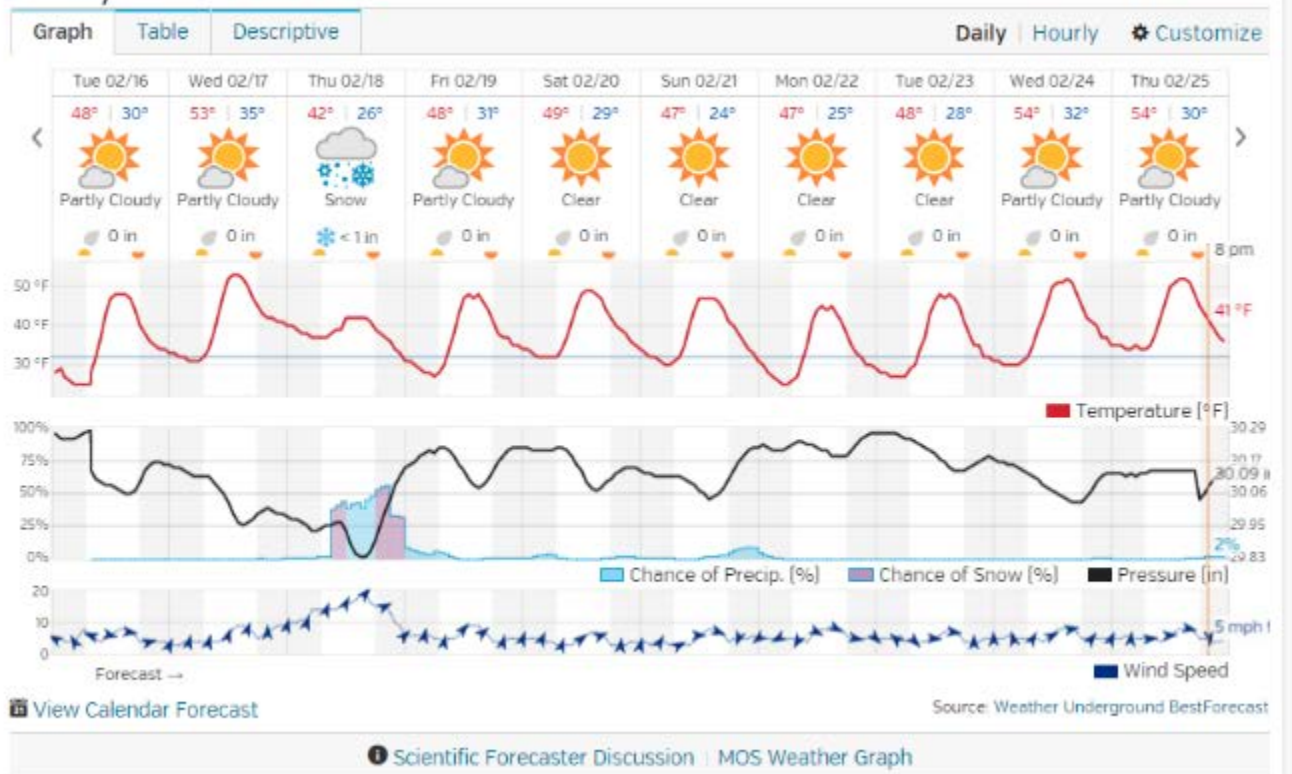 Graph Table Descriptive Daily | Hourly Customize
Tue 02/16 Wed 02/17 Thu 02/18 Fri 02/19 Sat 02/20 Sun 02/21 Mon 02/22 Tue 02/23 Wed 02/24 Thu 02/25
48° | 30° 53° | 35° 42° | 26° 48° | 31° 49° | 29° 47° | 24° 47° | 25° 48° | 28° 54° | 32° 54° | 30°
Partly Cloudy Partly Cloudy Snow Partly Cloudy Clear Clear Clear Clear Partly Cloudy Partly Cloudy
0 in 0 in < 1 in 0 in 0 in 0 in 0 in 0 in 0 in 0 in
8 pm
50 °F
41 °F
40 °F
30 °F
Temperature (°F)
100% 30.29
75% 30.17
30.09 i
50% 30.06
25% 29.95
2%
0% 29.83
Chance of Precip. (%) Chance of Snow (%) Pressure (in)
20
10
5 mph f
0
Forecast → Wind Speed
View Calendar Forecast Source: Weather Underground BestForecast
Scientific Forecaster Discussion | MOS Weather Graph